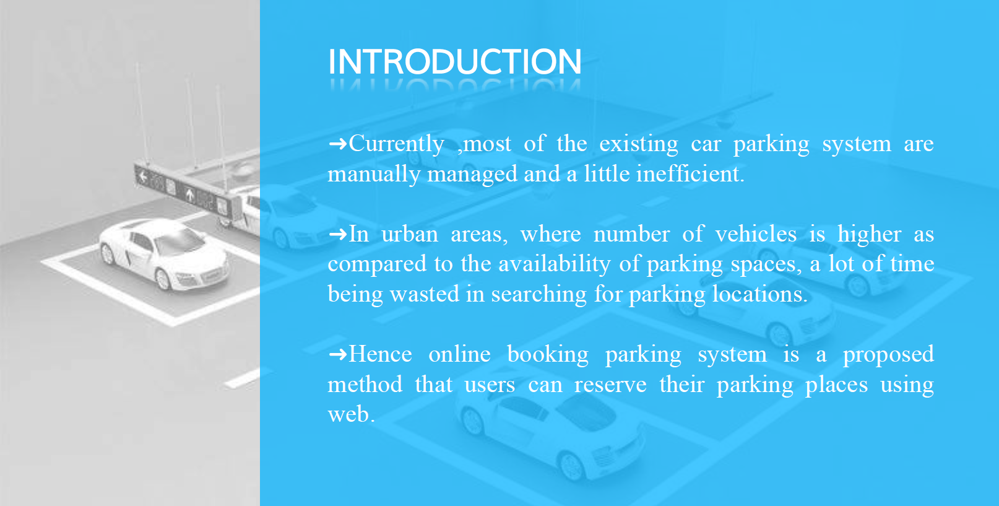 INTRODUCTION
➔Currently ,most of the existing car parking system are
manually managed and a little inefficient.
➔In urban areas, where number of vehicles is higher as
compared to the availability of parking spaces, a lot of time
being wasted in searching for parking locations.
➔Hence online booking parking system is a proposed
method that users can reserve their parking places using
web.